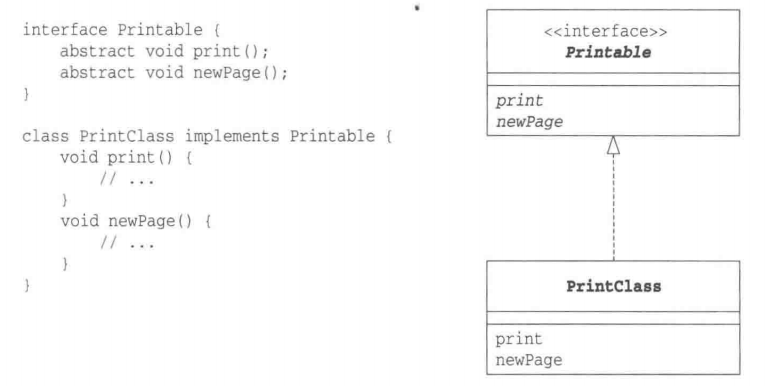 interface Printable {
    abstract void print();
    abstract void newPage();
}
class PrintClass implements Printable {
    void print() {
        // ...
    }
    void newPage() {
        // ...
    }
}
<<interface>>
Printable
print
newPage
PrintClass
print
newPage